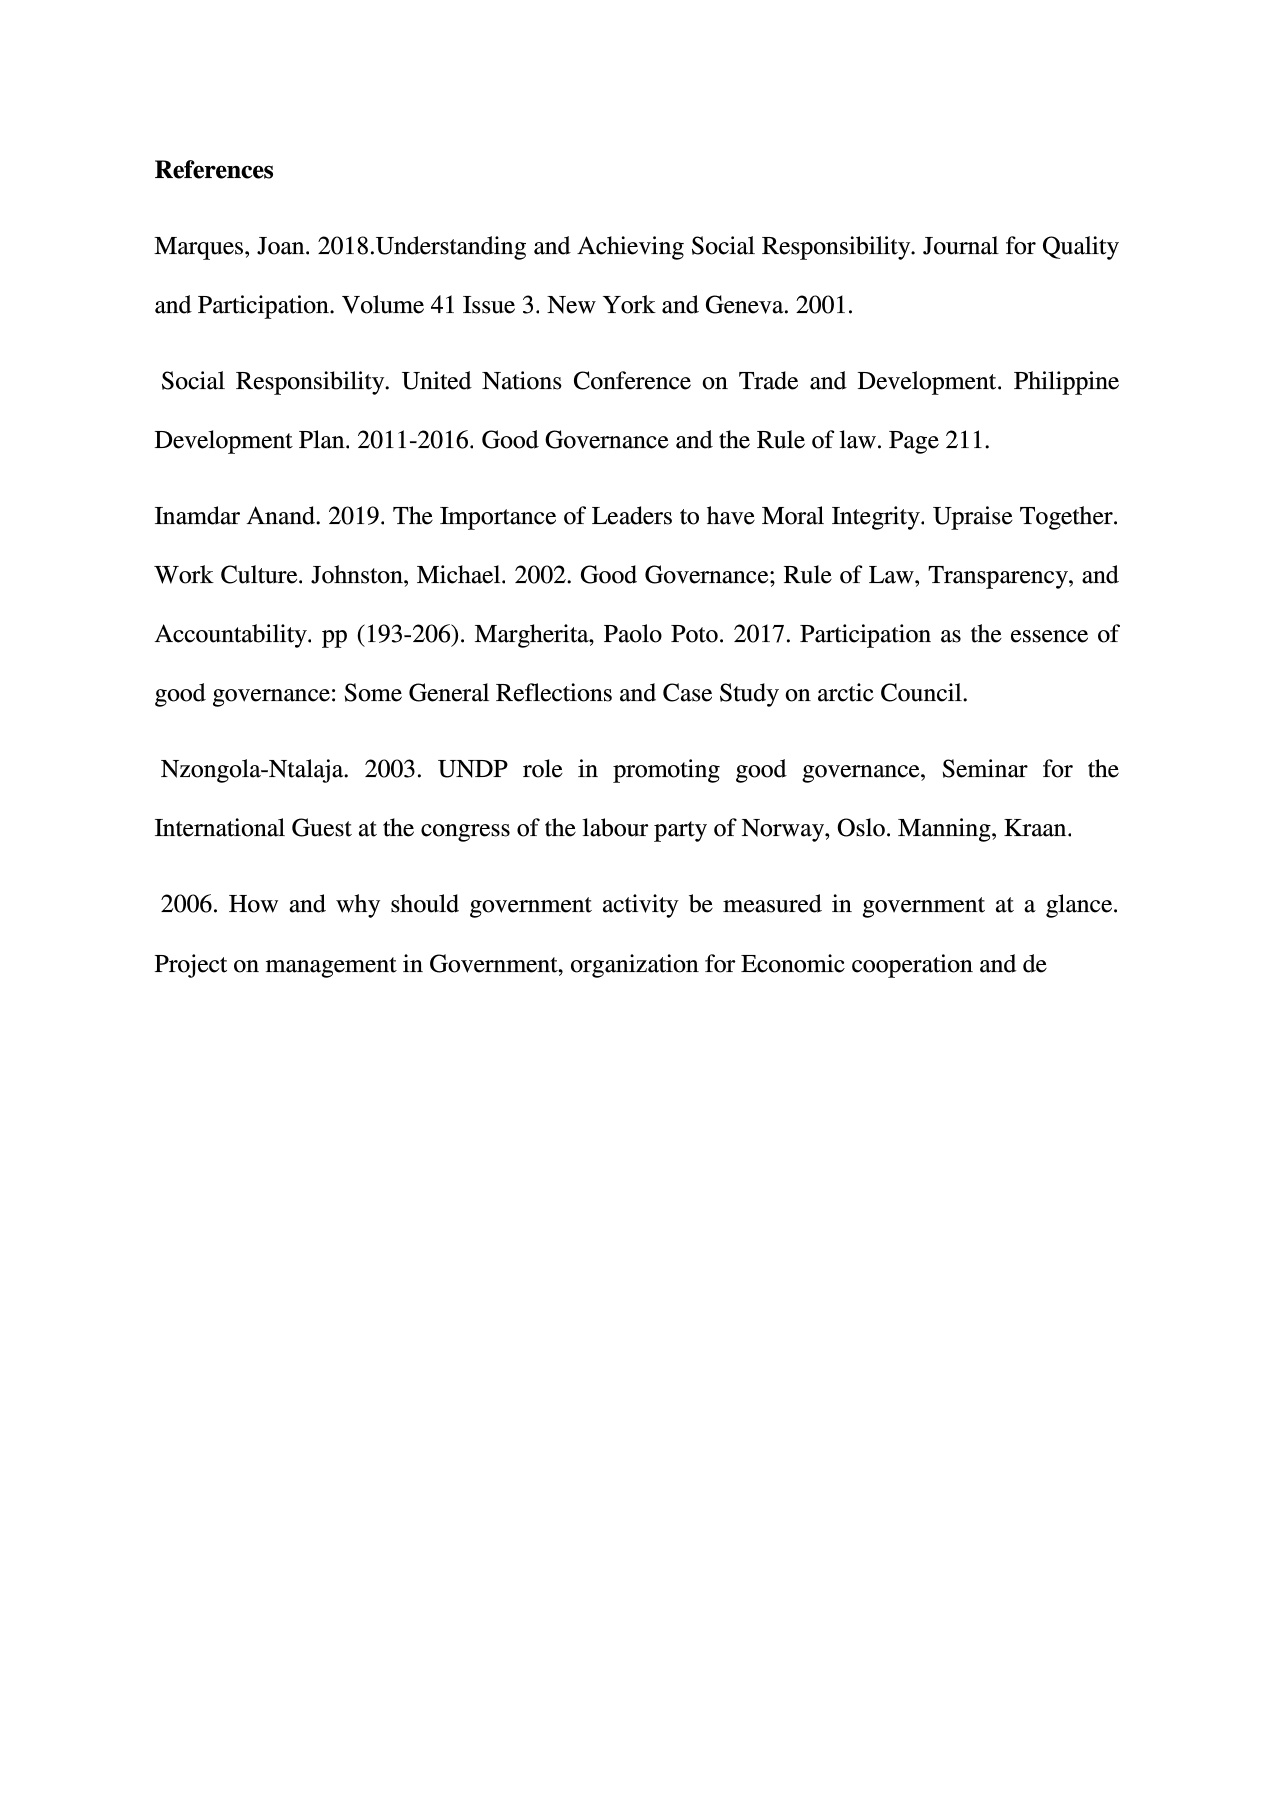 References
Marques, Joan. 2018.Understanding and Achieving Social Responsibility. Journal for Quality
and Participation. Volume 41 Issue 3. New York and Geneva. 2001.
Social Responsibility. United Nations Conference on Trade and Development. Philippine
Development Plan. 2011-2016. Good Governance and the Rule of law. Page 211.
Inamdar Anand. 2019. The Importance of Leaders to have Moral Integrity. Upraise Together.
Work Culture. Johnston, Michael. 2002. Good Governance; Rule of Law, Transparency, and
Accountability. pp (193-206). Margherita, Paolo Poto. 2017. Participation as the essence of
good governance: Some General Reflections and Case Study on arctic Council.
Nzongola-Ntalaja. 2003. UNDP role in promoting good governance, Seminar for the
International Guest at the congress of the labour party of Norway, Oslo. Manning, Kraan.
2006. How and why should government activity be measured in government at a glance.
Project on management in Government, organization for Economic cooperation and de